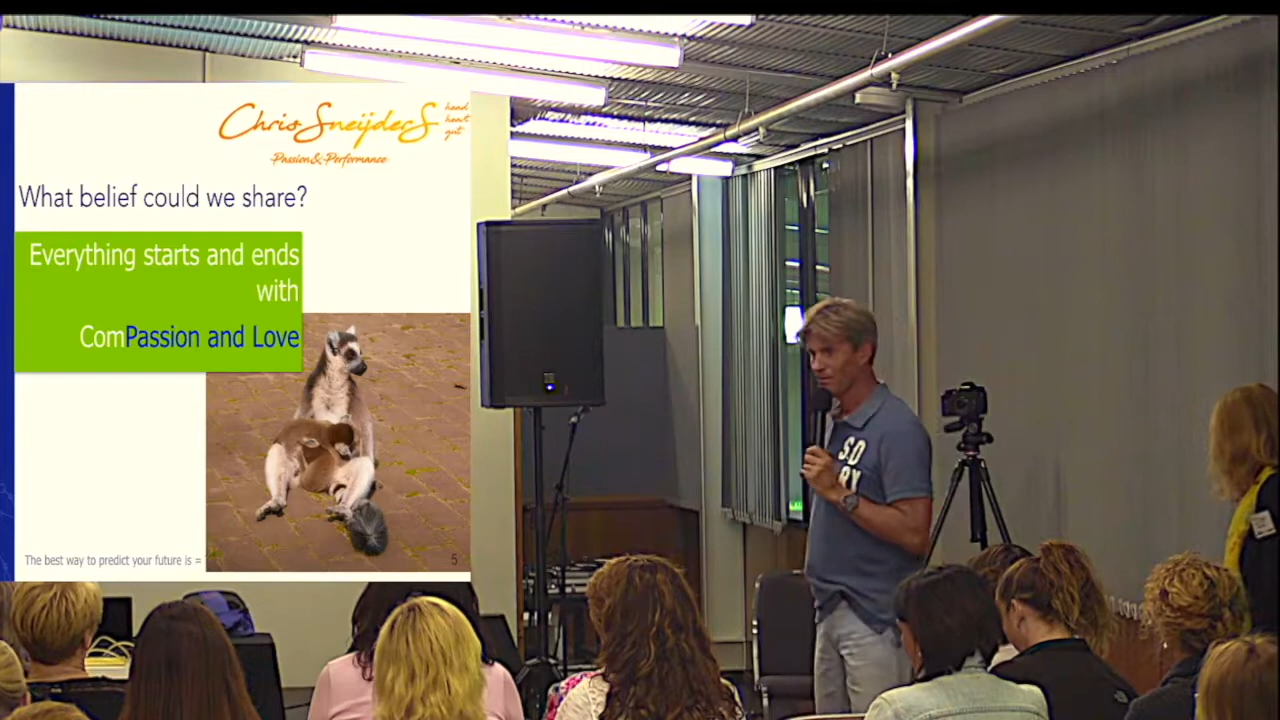 Chris SneijderS
head
heart
gut
Passion & Performance
What belief could we share?
Everything starts and ends
with
ComPassion and Love
The best way to predict your future is =
5
S.D